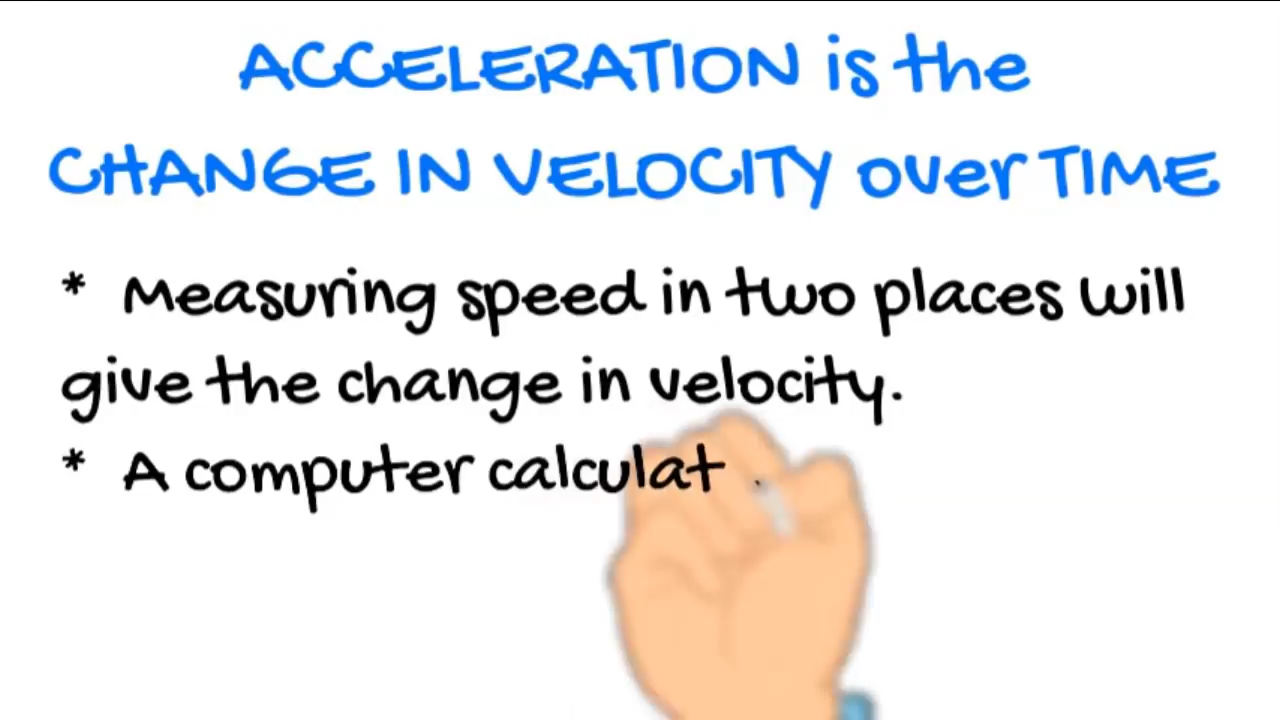 ACCELERATION is the
CHANGE IN VELOCITY over TIME
* Measuring speed in two places will
give the change in velocity.
* A computer calculat